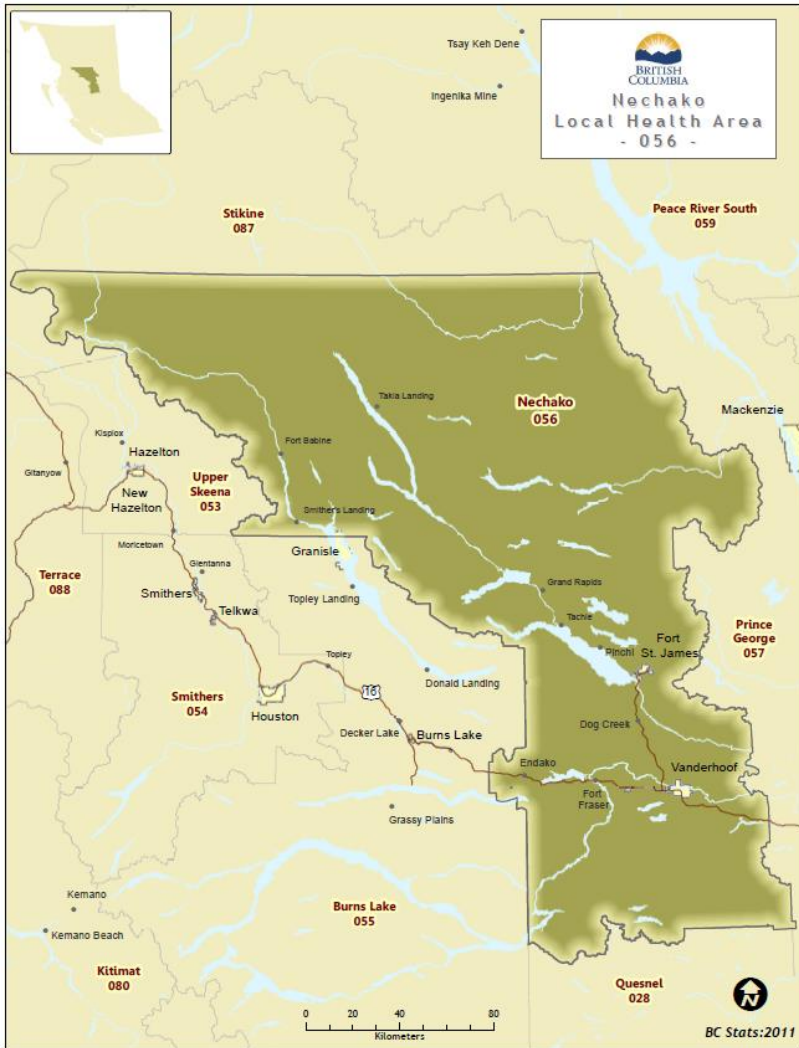 Tsay Keh Dene
Ingenika Mine
BRITISH
COLUMBIA
Nechako
Local Health Area
- 056 -
Stikine
087
Peace River South
059
Takla Landing
Nechako
056
Mackenzie
Kispiox
Hazelton
Gitanyow
Fort Babine
Upper
Skeena
053
New
Hazelton
Smither's Landing
Moricetown
Granisle
Glentanna
Terrace
088
Smithers
Topley Landing
Grand Rapids
Telkwa
Tachie
Prince
George
057
Fort
St. James
Pinchi
Topley
Donald Landing
Smithers
054
16
Houston
Decker Lake
Burns Lake
Dog Creek
Endako
Vanderhoof
Fort
Fraser
Grassy Plains
Kemano
Burns Lake
055
Kemano Beach
Kitimat
080
Quesnel
028
N
0 20 40 80
Kilometers
BC Stats:2011